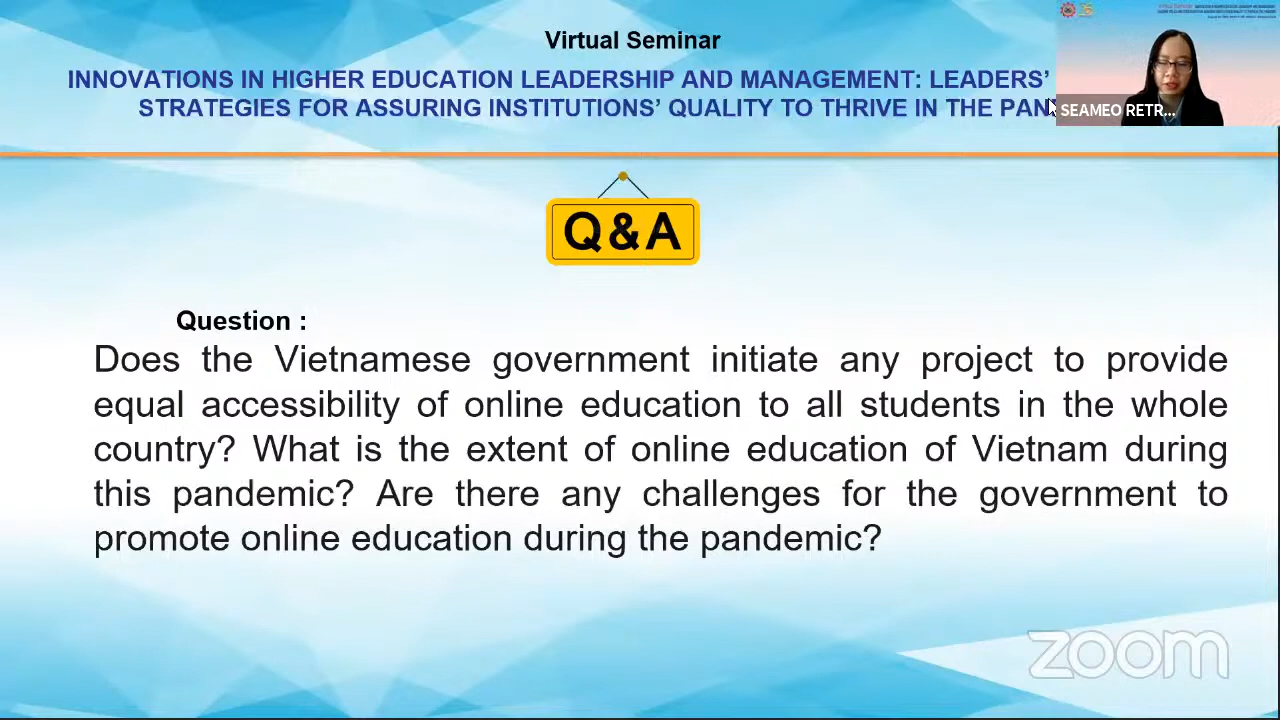 Virtual Seminar
INNOVATIONS IN HIGHER EDUCATION LEADERSHIP AND MANAGEMENT: LEADERS'
STRATEGIES FOR ASSURING INSTITUTIONS' QUALITY TO THRIVE IN THE PAN
SEAMEO RETR...
Q&A
Question :
Does the Vietnamese government initiate any project to provide
equal accessibility of online education to all students in the whole
country? What is the extent of online education of Vietnam during
this pandemic? Are there any challenges for the government to
promote online education during the pandemic?
zoom